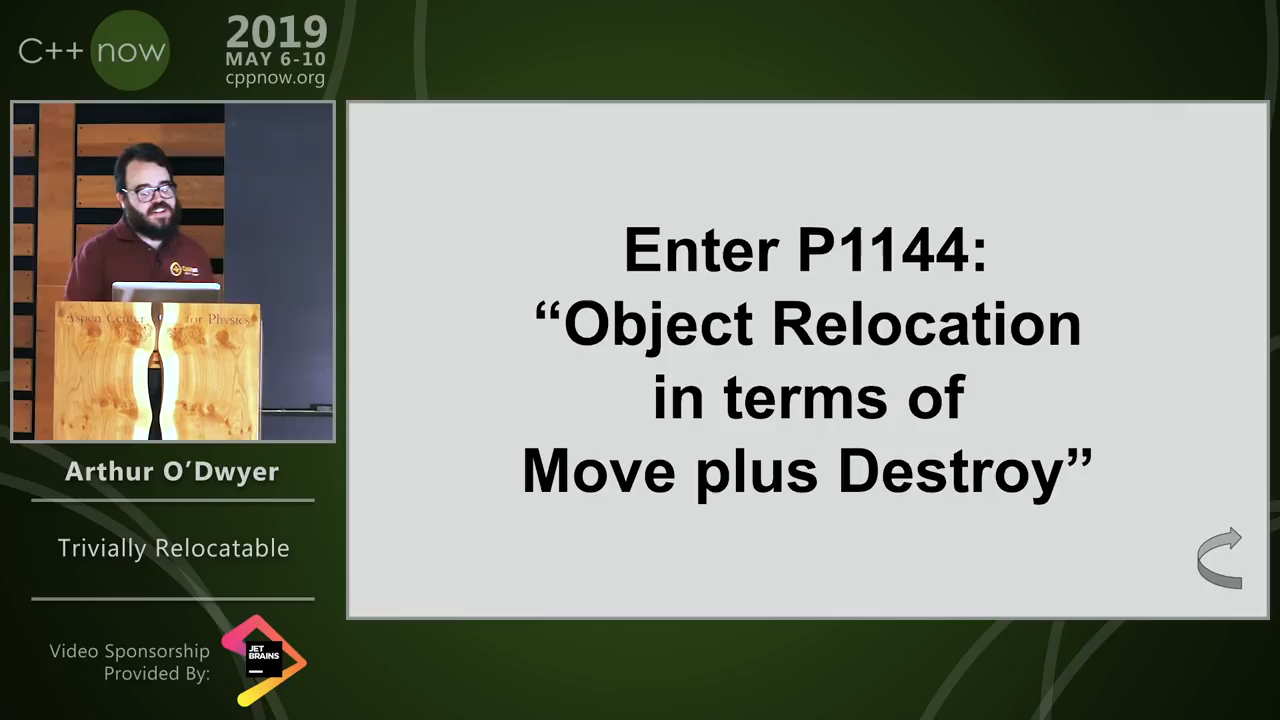 C++ now
2019
MAY 6-10
cppnow.org
Aspen Center for Physics
Arthur O’Dwyer
Trivially Relocatable
Video Sponsorship
Provided By:
JET
BRAINS
Enter P1144:
“Object Relocation
in terms of
Move plus Destroy”